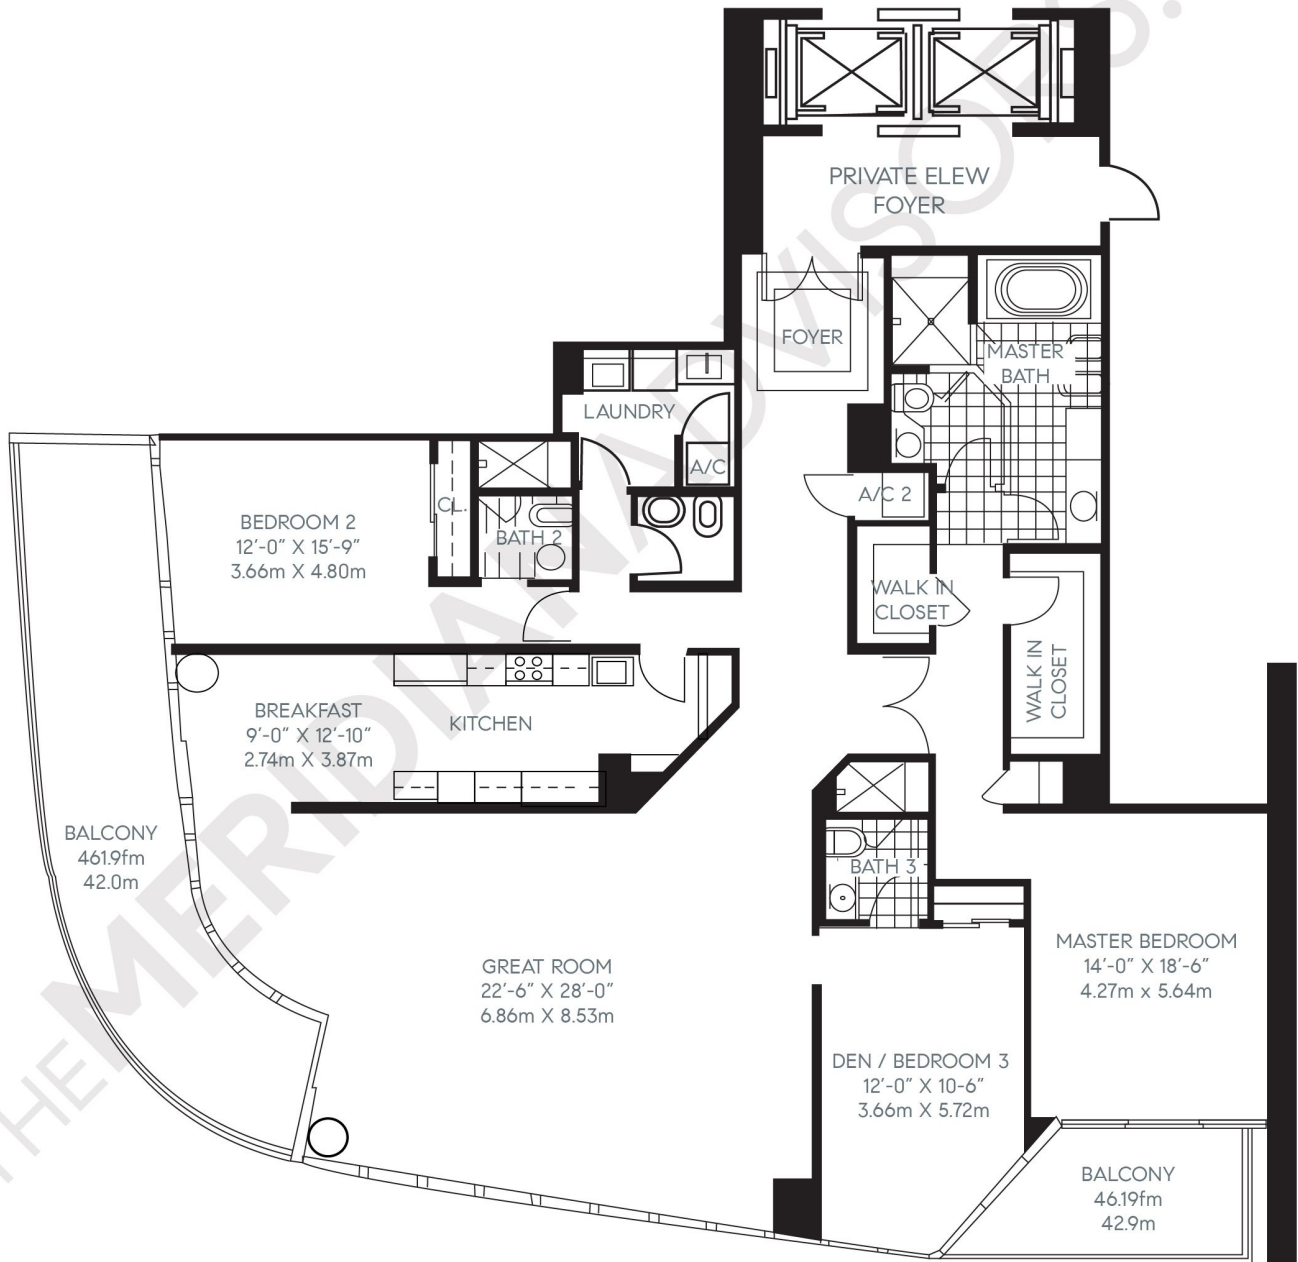 PRIVATE ELEW
FOYER
FOYER
MASTER
BATH
LAUNDRY
A/C
A/C 2
CL.
BEDROOM 2
12'-0" X 15'-9"
3.66m X 4.80m
BATH 2
WALK IN
CLOSET
WALK IN
CLOSET
BREAKFAST
9'-0" X 12'-10"
2.74m X 3.87m
KITCHEN
BALCONY
461.9fm
42.0m
BATH 3
GREAT ROOM
22'-6" X 28'-0"
6.86m X 8.53m
MASTER BEDROOM
14'-0" X 18'-6"
4.27m x 5.64m
DEN / BEDROOM 3
12'-0" X 10-6"
3.66m X 5.72m
BALCONY
46.19fm
42.9m
THEMERIDIANADVISORS.